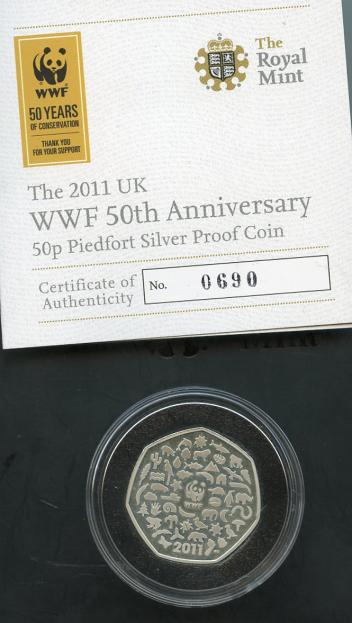 WWF
50 YEARS
OF CONSERVATION
THANK YOU
FOR YOUR SUPPORT
The
Royal
Mint
The 2011 UK
WWF 50th Anniversary
50p Piedfort Silver Proof Coin
Certificate of
Authenticity
No. 0690
WWF
2011